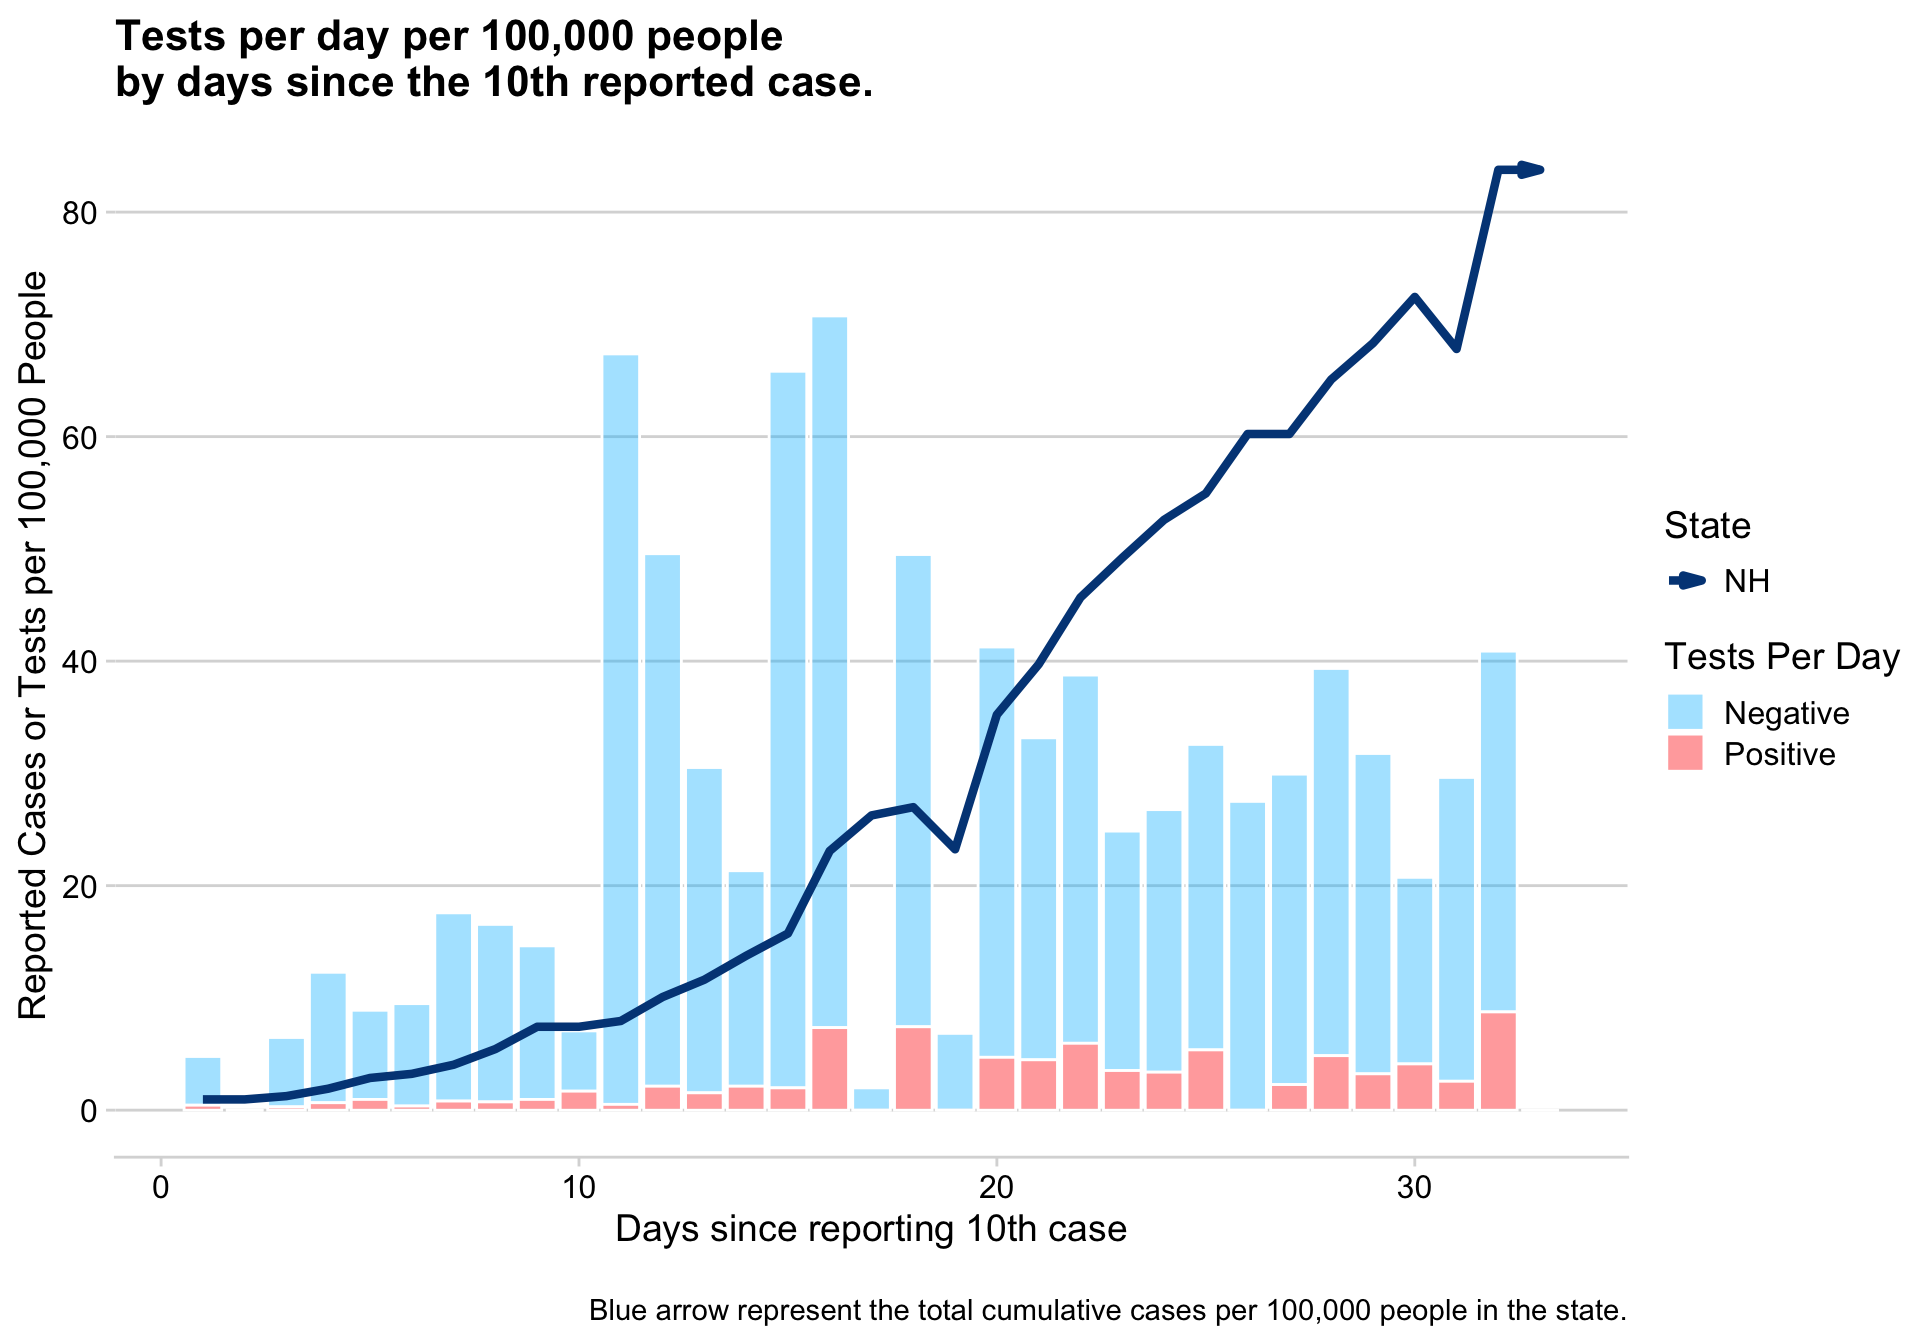 Tests per day per 100,000 people
by days since the 10th reported case.
Reported Cases or Tests per 100,000 People
80
60
40
20
0
0
10
20
30
Days since reporting 10th case
State
NH
Tests Per Day
Negative
Positive
Blue arrow represent the total cumulative cases per 100,000 people in the state.